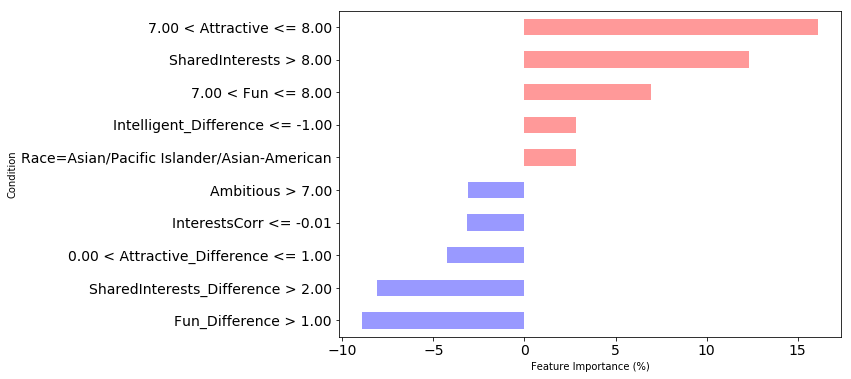 7.00 < Attractive <= 8.00
SharedInterests > 8.00
7.00 < Fun <= 8.00
Intelligent_Difference <= -1.00
Race=Asian/Pacific Islander/Asian-American
Ambitious > 7.00
InterestsCorr <= -0.01
0.00 < Attractive_Difference <= 1.00
SharedInterests_Difference > 2.00
Fun_Difference > 1.00
Condition
−10 −5 0 5 10 15
Feature Importance (%)